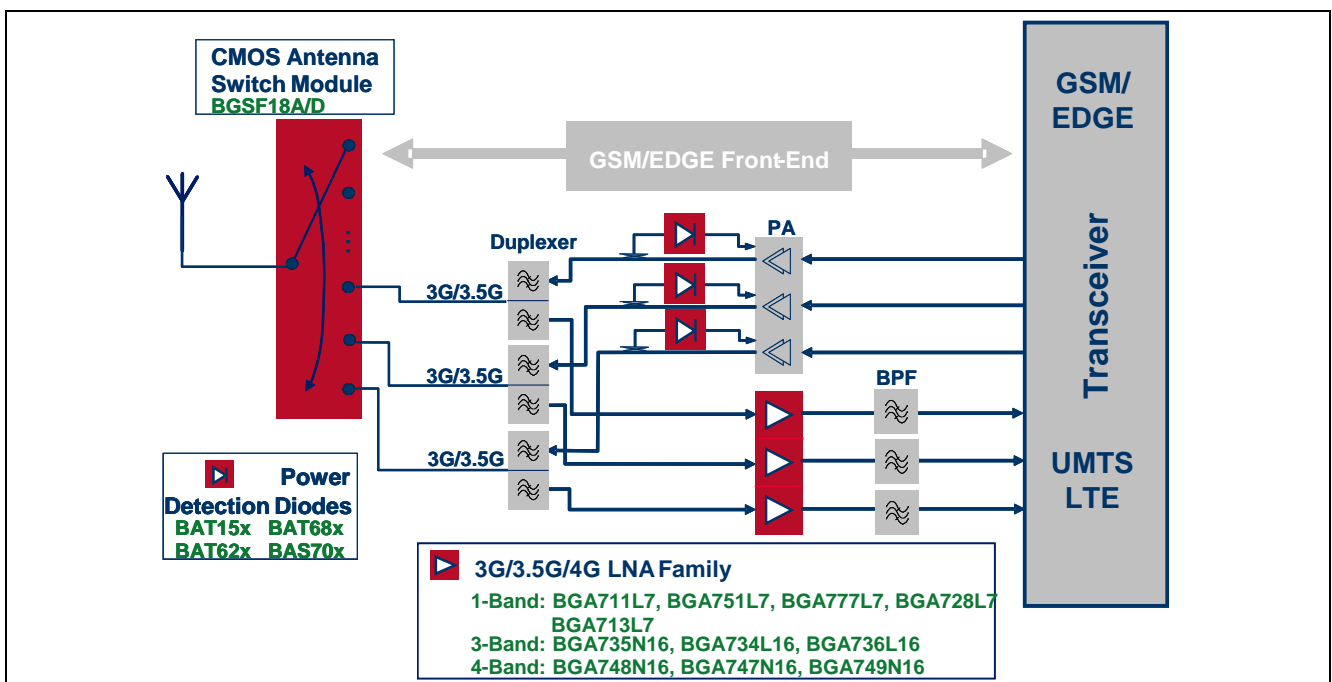 CMOS Antenna
Switch Module
BGSF18A/D
GSM/EDGE Front-End
GSM/
EDGE
Transceiver
UMTS
LTE
Duplexer
PA
BPF
3G/3.5G
3G/3.5G
3G/3.5G
Power
Detection Diodes
BAT15x BAT68x
BAT62x BAS70x
3G/3.5G/4G LNA Family
1-Band: BGA711L7, BGA751L7, BGA777L7, BGA728L7
BGA713L7
3-Band: BGA735N16, BGA734L16, BGA736L16
4-Band: BGA748N16, BGA747N16, BGA749N16